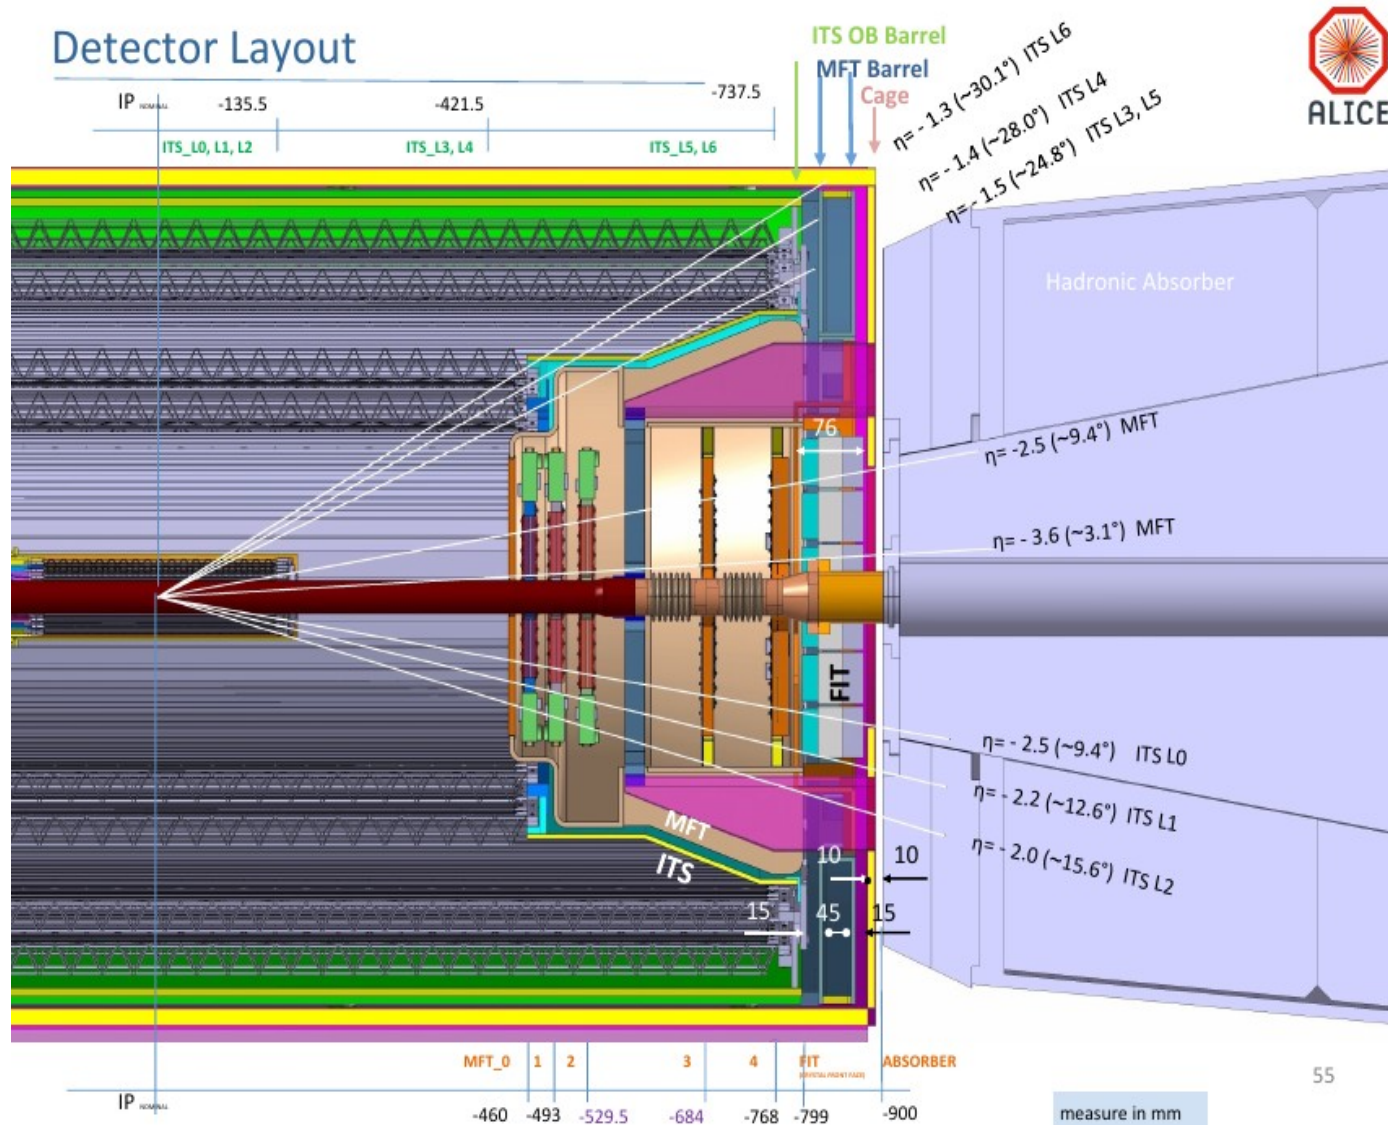 Detector Layout
ITS OB Barrel
MFT Barrel
Cage
η= - 1.3 (~30.1°) ITS L6
η= - 1.4 (~28.0°) ITS L4
η= - 1.5 (~24.8°) ITS L3, L5
ALICE
IP NOMINAL
-135.5
-421.5
-737.5
ITS_L0, L1, L2
ITS_L3, L4
ITS_L5, L6
Hadronic Absorber
76
η= -2.5 (~9.4°) MFT
η= - 3.6 (~3.1°) MFT
FIT
η= - 2.5 (~9.4°) ITS L0
η= - 2.2 (~12.6°) ITS L1
η= - 2.0 (~15.6°) ITS L2
MFT
ITS
10
10
15
45
15
MFT_0 1 2 3 4 FIT ABSORBER
(CRYSTAL FRONT FACE)
IP NOMINAL
-460 -493 -529.5 -684 -768 -799 -900
55
measure in mm